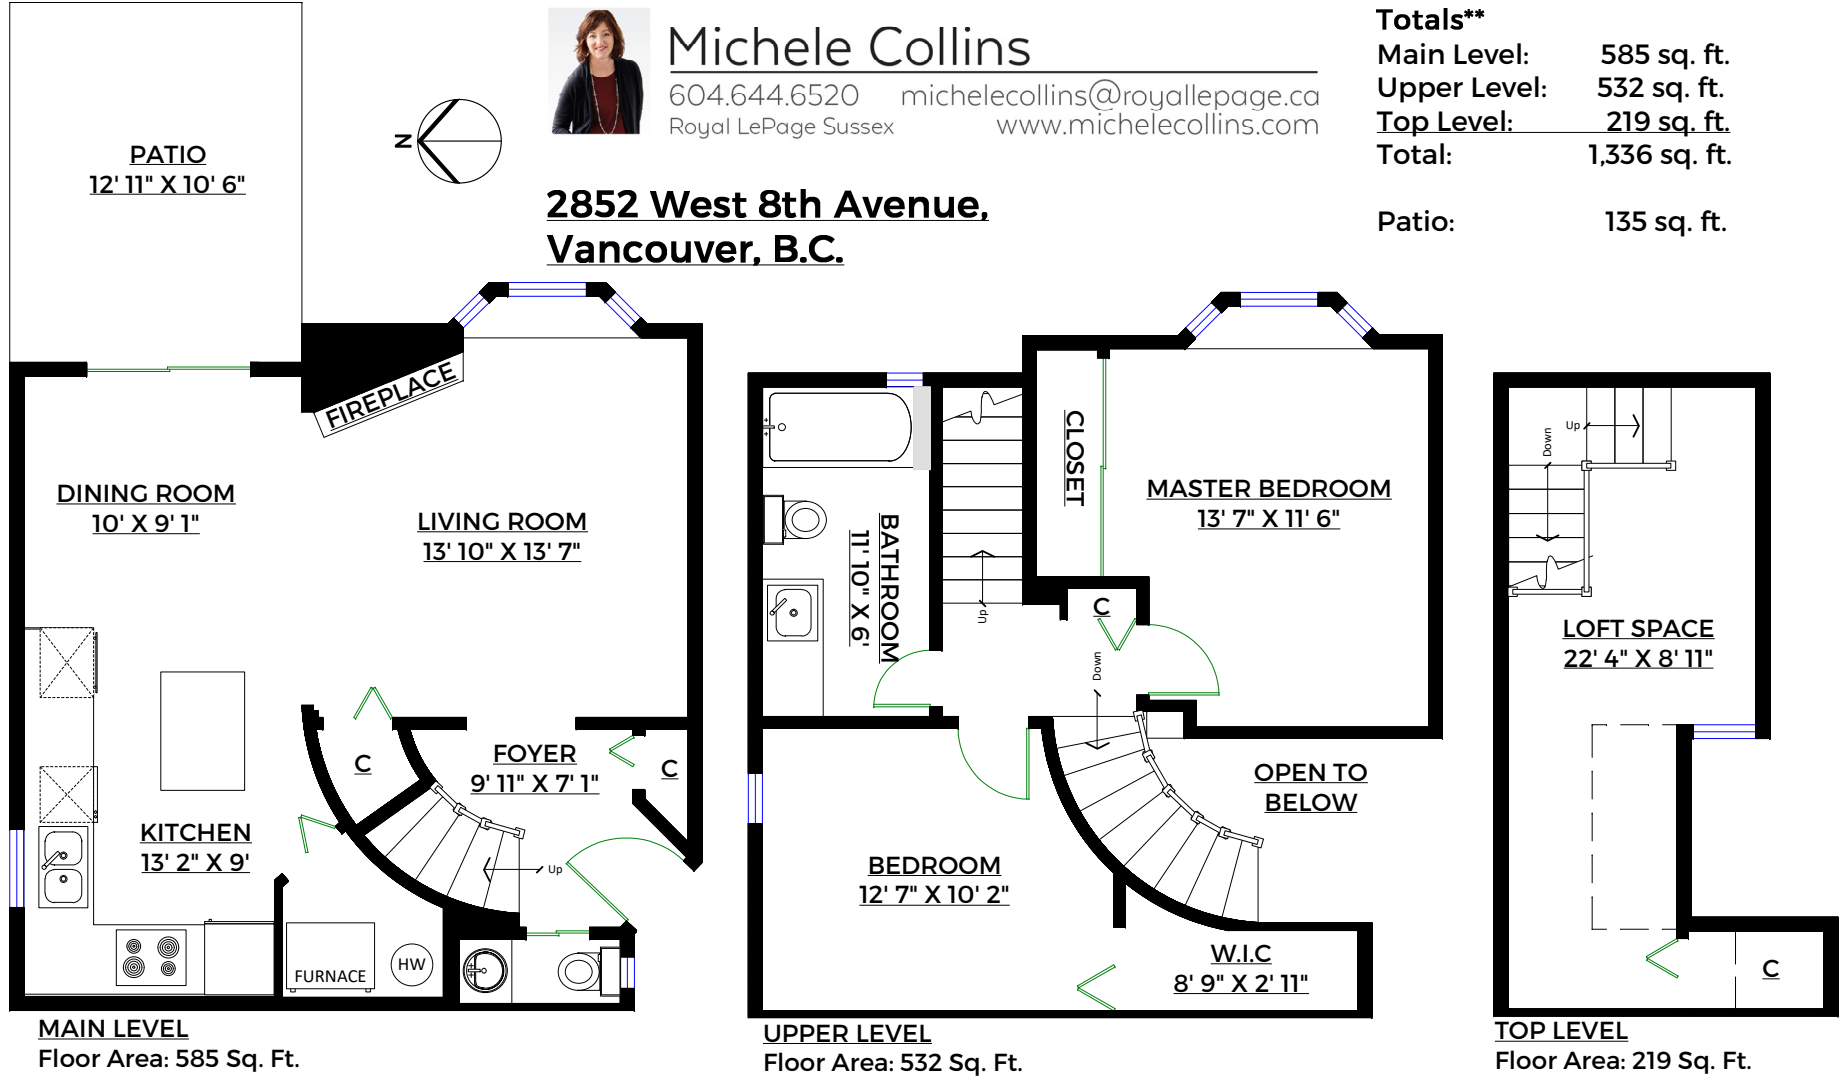 Michele Collins
604.644.6520 michelecollins@royallepage.ca
Royal LePage Sussex www.michelecollins.com
2852 West 8th Avenue,
Vancouver, B.C.
Totals**
Main Level: 585 sq. ft.
Upper Level: 532 sq. ft.
Top Level: 219 sq. ft.
Total: 1,336 sq. ft.
Patio: 135 sq. ft.
N
PATIO
12' 11" X 10' 6"
FIREPLACE
DINING ROOM
10' X 9' 1"
LIVING ROOM
13' 10" X 13' 7"
C
FOYER
9' 11" X 7' 1"
C
KITCHEN
13' 2" X 9'
Up
FURNACE
HW
MAIN LEVEL
Floor Area: 585 Sq. Ft.
CLOSET
MASTER BEDROOM
13' 7" X 11' 6"
BATHROOM
11' 10" X 6'
Up
C
Down
OPEN TO
BELOW
BEDROOM
12' 7" X 10' 2"
W.I.C
8' 9" X 2' 11"
UPPER LEVEL
Floor Area: 532 Sq. Ft.
Up
Down
LOFT SPACE
22' 4" X 8' 11"
C
TOP LEVEL
Floor Area: 219 Sq. Ft.